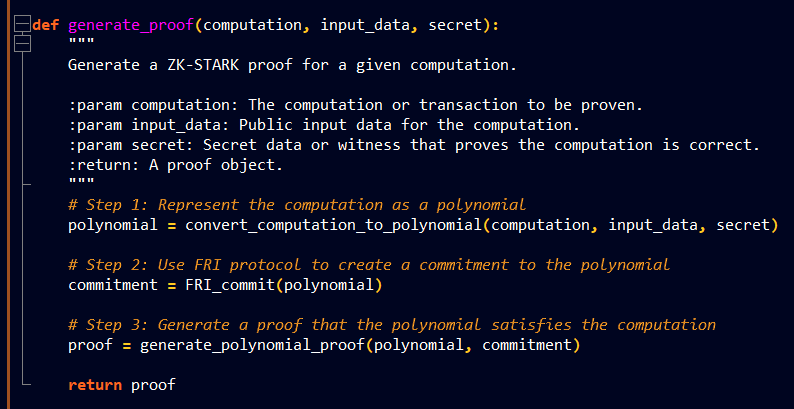 def generate_proof(computation, input_data, secret):
"""
Generate a ZK-STARK proof for a given computation.
:param computation: The computation or transaction to be proven.
:param input_data: Public input data for the computation.
:param secret: Secret data or witness that proves the computation is correct.
:return: A proof object.
"""
# Step 1: Represent the computation as a polynomial
polynomial = convert_computation_to_polynomial(computation, input_data, secret)
# Step 2: Use FRI protocol to create a commitment to the polynomial
commitment = FRI_commit(polynomial)
# Step 3: Generate a proof that the polynomial satisfies the computation
proof = generate_polynomial_proof(polynomial, commitment)
return proof